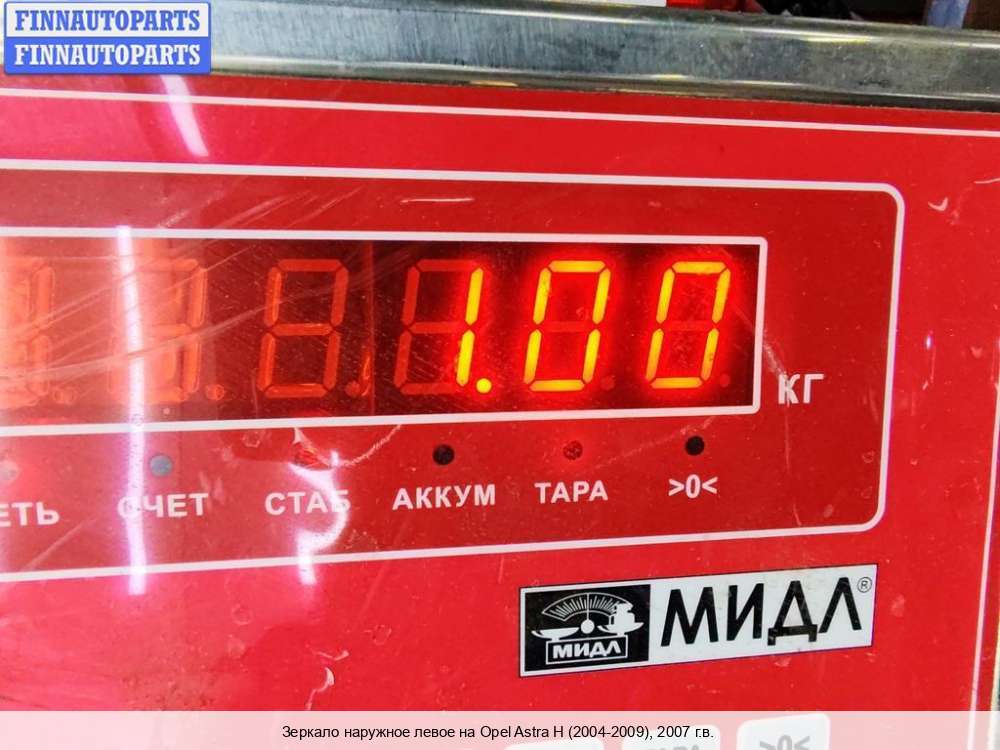 FINNAUTOPARTS
FINNAUTOPARTS
1.00
КГ
СЧЕТ СТАБ АККУМ ТАРА >0<
МИДЛ МИДЛ®
Зеркало наружное левое на Opel Astra H (2004-2009), 2007 г.в.